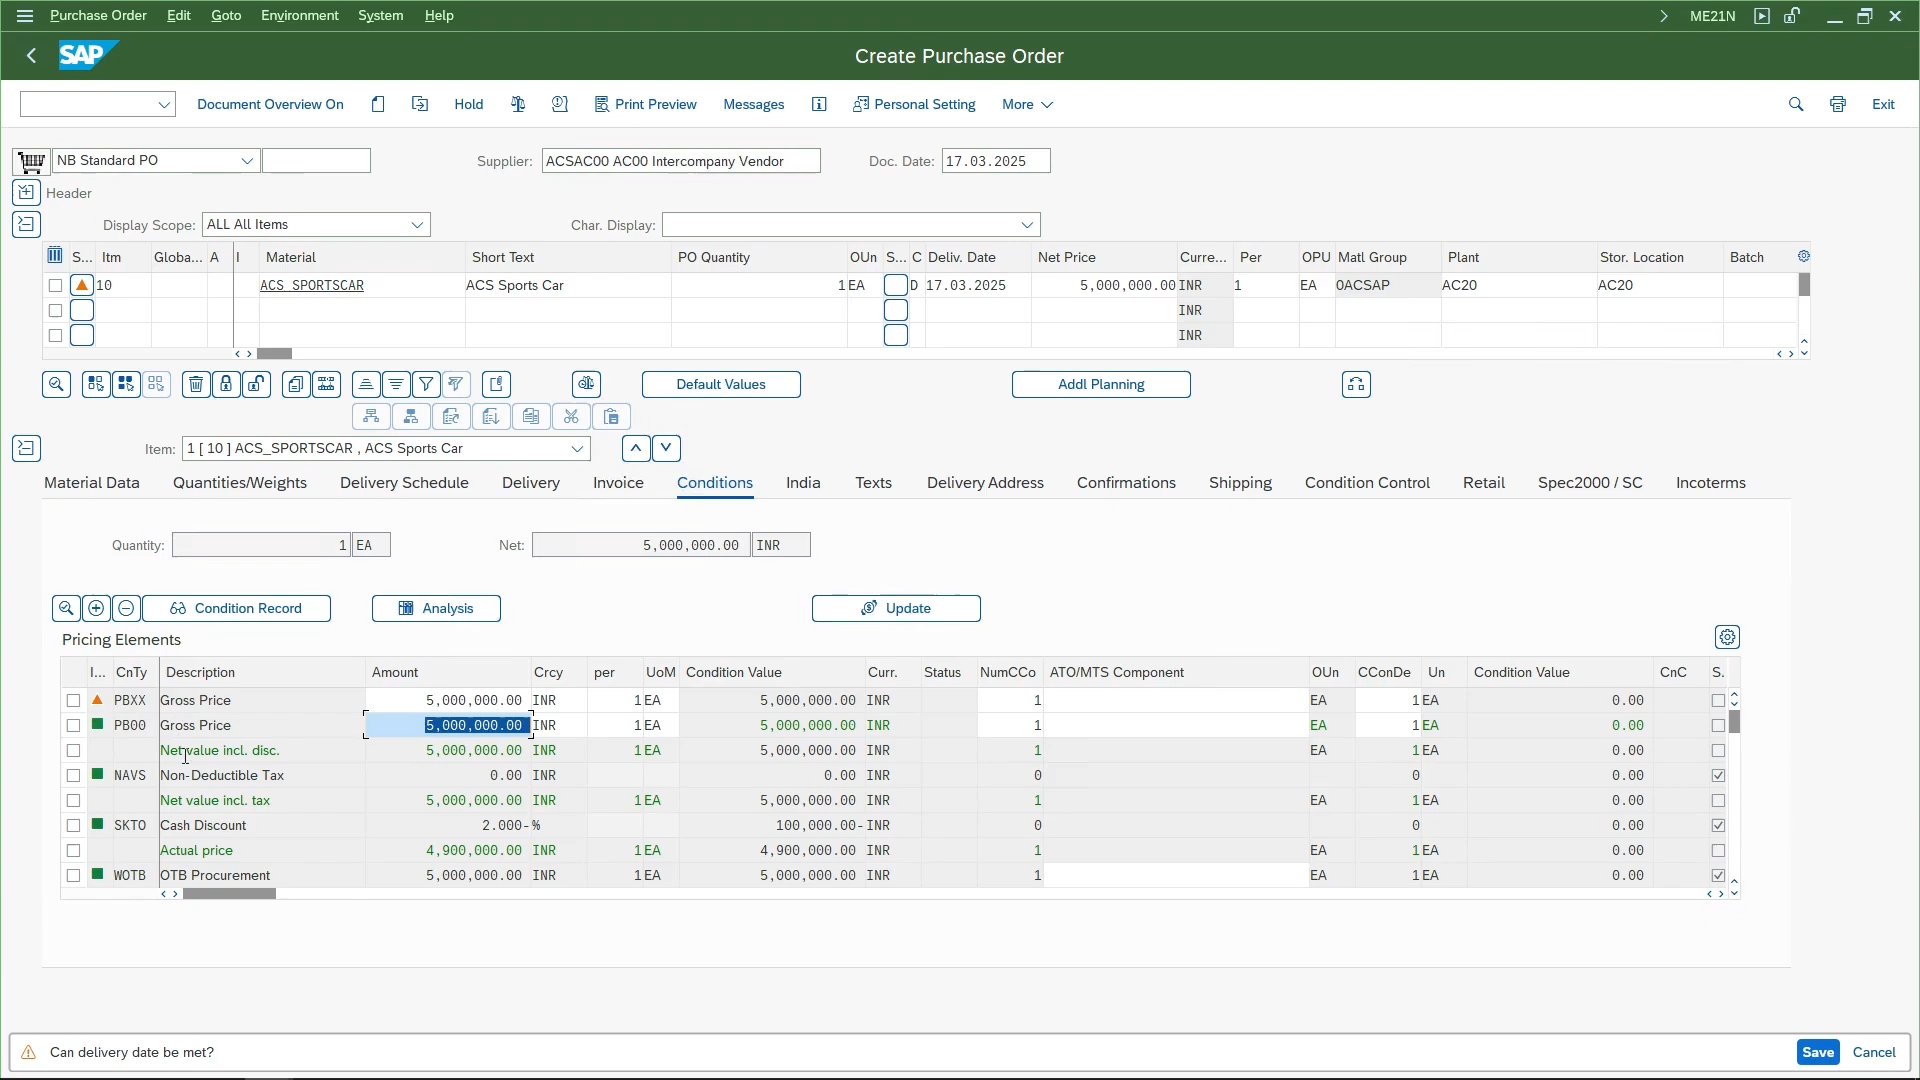 Purchase Order Edit Goto Environment System Help ME21N
SAP Create Purchase Order
Document Overview On Hold Print Preview Messages Personal Setting More Exit
NB Standard PO Supplier: ACSAC00 AC00 Intercompany Vendor Doc. Date: 17.03.2025
Header
Display Scope: ALL All Items Char. Display:
S... Itm Globa... A I Material Short Text PO Quantity OUn S... C Deliv. Date Net Price Curre... Per OPU Matl Group Plant Stor. Location Batch
10 ACS_SPORTSCAR ACS Sports Car 1 EA D 17.03.2025 5,000,000.00 INR 1 EA 0ACSAP AC20 AC20
INR
INR
Default Values Addl Planning
Item: 1 [ 10 ] ACS_SPORTSCAR , ACS Sports Car
Material Data Quantities/Weights Delivery Schedule Delivery Invoice Conditions India Texts Delivery Address Confirmations Shipping Condition Control Retail Spec2000 / SC Incoterms
Quantity: 1 EA Net: 5,000,000.00 INR
Condition Record Analysis Update
Pricing Elements
I... CnTy Description Amount Crcy per UoM Condition Value Curr. Status NumCCo ATO/MTS Component OUn CConDe Un Condition Value CnC S.
PBXX Gross Price 5,000,000.00 INR 1 EA 5,000,000.00 INR 1 EA 1 EA 0.00
PB00 Gross Price 5,000,000.00 INR 1 EA 5,000,000.00 INR 1 EA 1 EA 0.00
Net value incl. disc. 5,000,000.00 INR 1 EA 5,000,000.00 INR 1 EA 1 EA 0.00
NAVS Non-Deductible Tax 0.00 INR 0.00 INR 0 0 0.00
Net value incl. tax 5,000,000.00 INR 1 EA 5,000,000.00 INR 1 EA 1 EA 0.00
SKTO Cash Discount 2.000- % 100,000.00- INR 0 0 0.00
Actual price 4,900,000.00 INR 1 EA 4,900,000.00 INR 1 EA 1 EA 0.00
WOTB OTB Procurement 5,000,000.00 INR 1 EA 5,000,000.00 INR 1 EA 1 EA 0.00
Can delivery date be met? Save Cancel